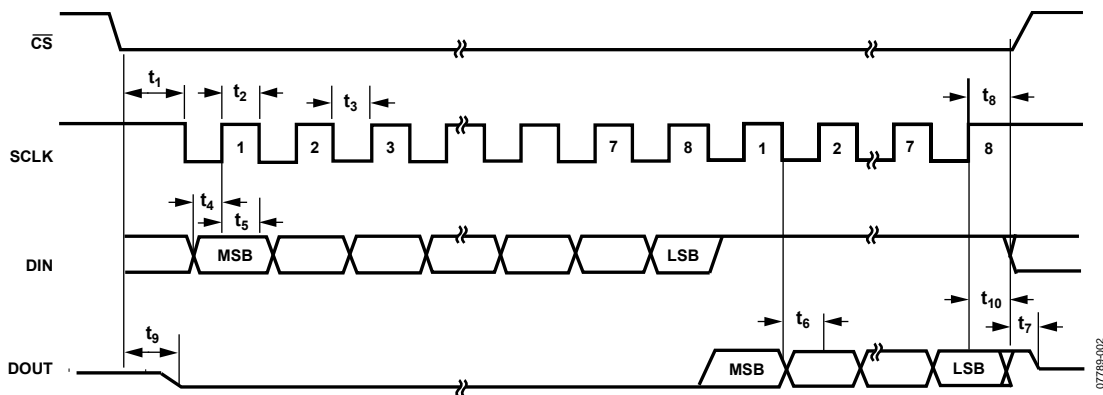 CS
t1 t2 t3 t8
SCLK 1 2 3 7 8 1 2 7 8
t4 t5
DIN MSB LSB
t9 t6 t10 t7
DOUT MSB LSB
07789-002